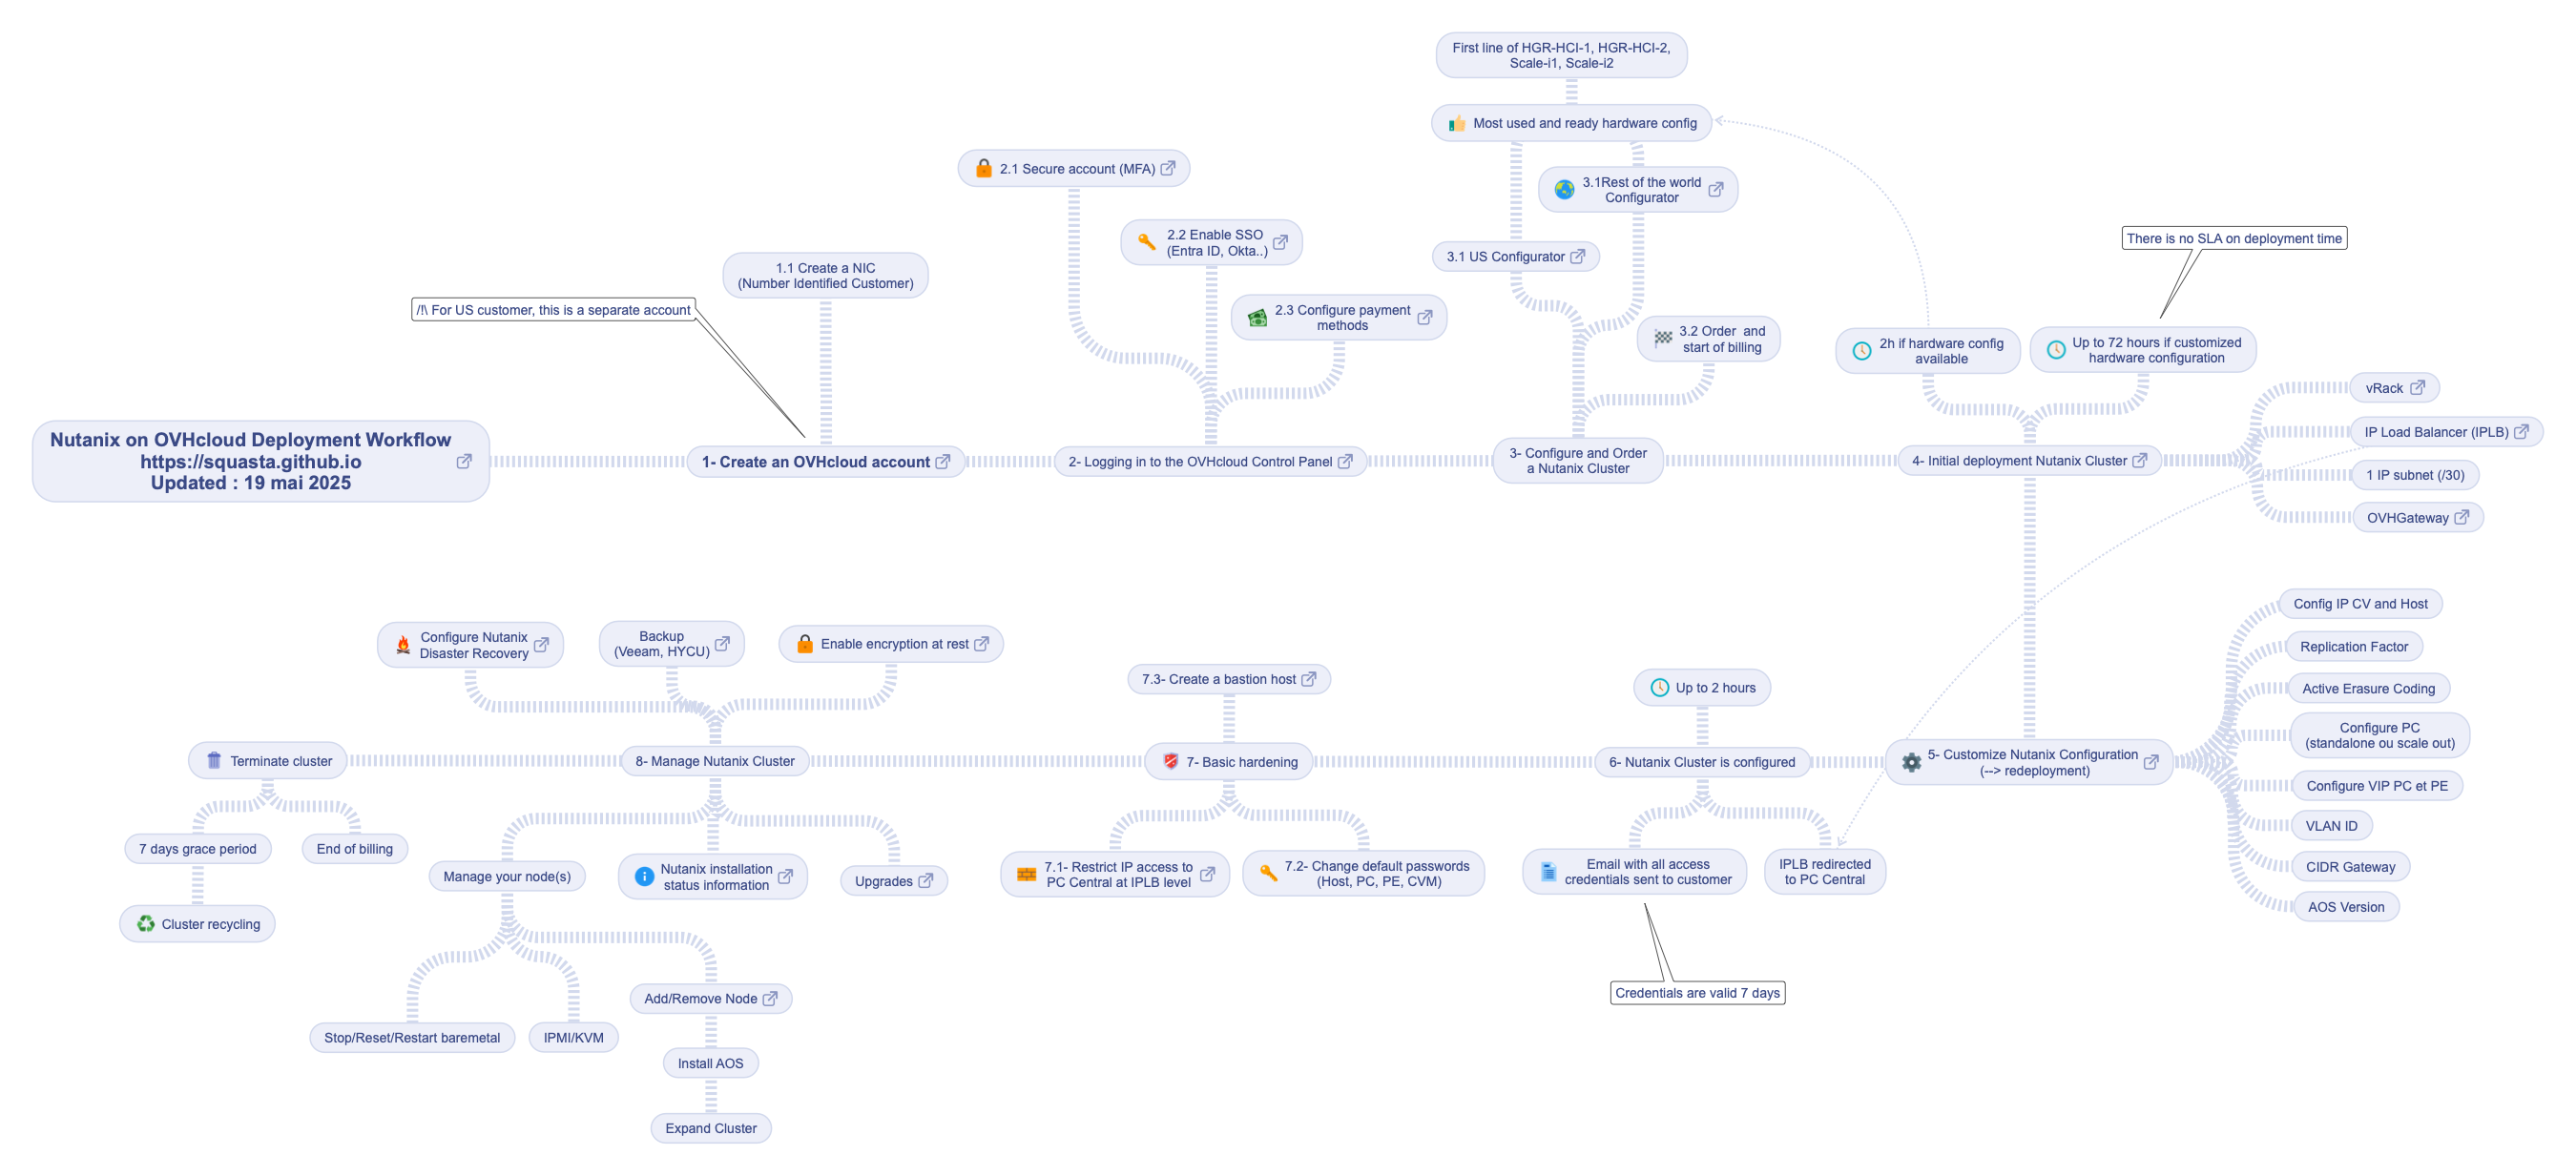 First line of HGR-HCI-1, HGR-HCI-2,
Scale-i1, Scale-i2
Most used and ready hardware config
2.1 Secure account (MFA)
3.1Rest of the world
Configurator
2.2 Enable SSO
(Entra ID, Okta..)
3.1 US Configurator
There is no SLA on deployment time
1.1 Create a NIC
(Number Identified Customer)
/!\ For US customer, this is a separate account
2.3 Configure payment
methods
3.2 Order  and
start of billing
2h if hardware config
available
Up to 72 hours if customized
hardware configuration
vRack
IP Load Balancer (IPLB)
1 IP subnet (/30)
OVHGateway
Nutanix on OVHcloud Deployment Workflow
https://squasta.github.io
Updated : 19 mai 2025
1- Create an OVHcloud account
2- Logging in to the OVHcloud Control Panel
3- Configure and Order
a Nutanix Cluster
4- Initial deployment Nutanix Cluster
Configure Nutanix
Disaster Recovery
Backup
(Veeam, HYCU)
Enable encryption at rest
7.3- Create a bastion host
Up to 2 hours
Config IP CV and Host
Replication Factor
Active Erasure Coding
Configure PC
(standalone ou scale out)
Configure VIP PC et PE
VLAN ID
CIDR Gateway
AOS Version
Terminate cluster
8- Manage Nutanix Cluster
7- Basic hardening
6- Nutanix Cluster is configured
5- Customize Nutanix Configuration
(--> redeployment)
7 days grace period
End of billing
Manage your node(s)
Nutanix installation
status information
Upgrades
7.1- Restrict IP access to
PC Central at IPLB level
7.2- Change default passwords
(Host, PC, PE, CVM)
Email with all access
credentials sent to customer
IPLB redirected
to PC Central
Cluster recycling
Credentials are valid 7 days
Stop/Reset/Restart baremetal
IPMI/KVM
Add/Remove Node
Install AOS
Expand Cluster